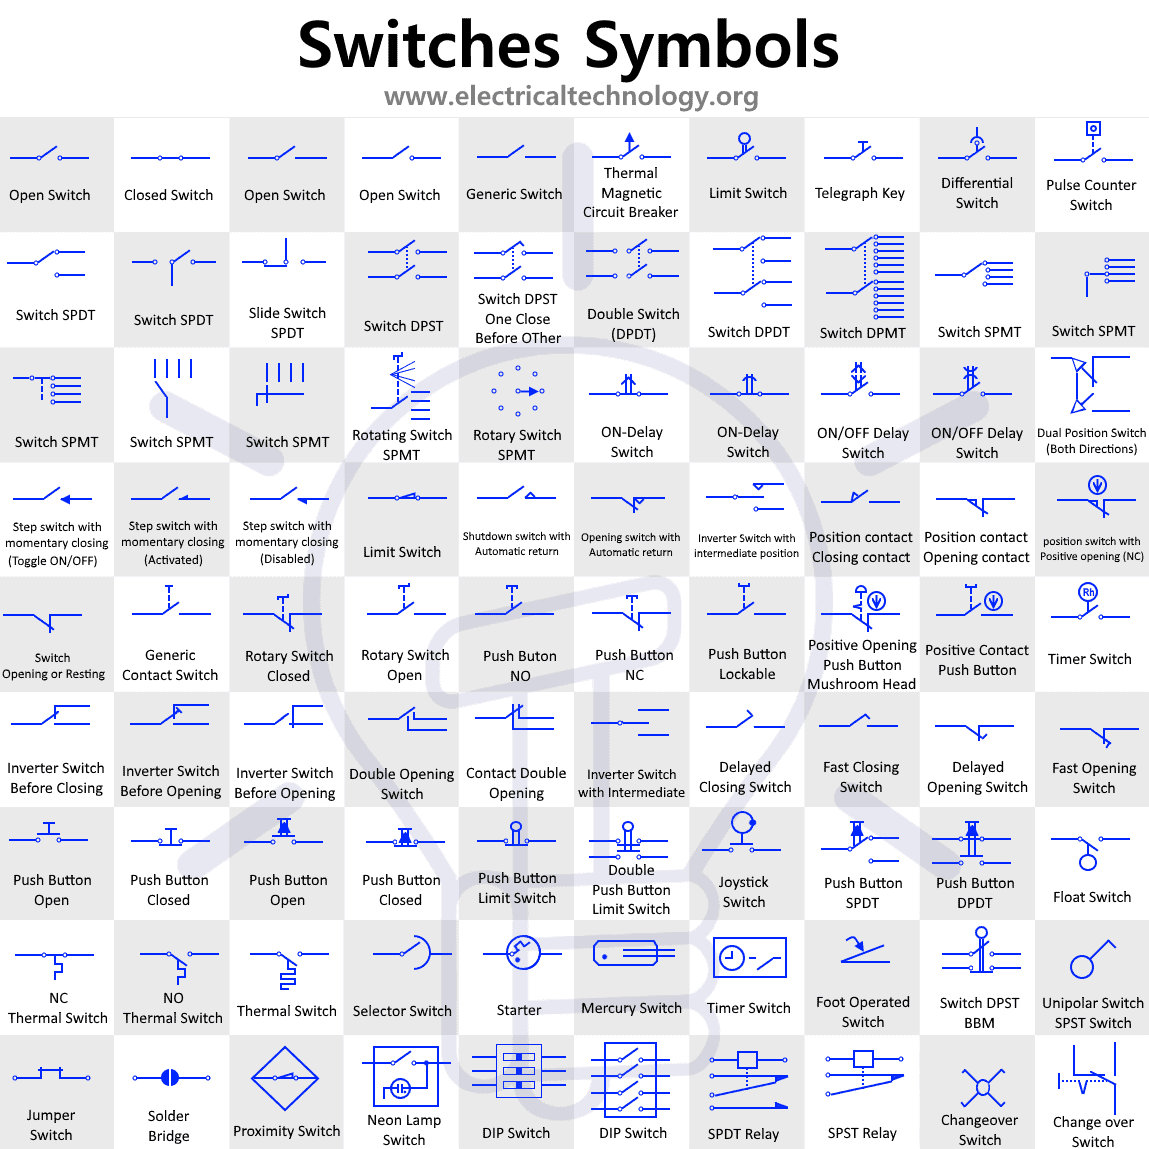 Switches Symbols
www.electricaltechnology.org
Open Switch
Closed Switch
Open Switch
Open Switch
Generic Switch
Thermal
Magnetic
Circuit Breaker
Limit Switch
Telegraph Key
Differential
Switch
Pulse Counter
Switch
Switch SPDT
Switch SPDT
Slide Switch
SPDT
Switch DPST
Switch DPST
One Close
Before OTher
Double Switch
(DPDT)
Switch DPDT
Switch DPMT
Switch SPMT
Switch SPMT
Switch SPMT
Switch SPMT
Switch SPMT
Rotating Switch
SPMT
Rotary Switch
SPMT
ON-Delay
Switch
ON-Delay
Switch
ON/OFF Delay
Switch
ON/OFF Delay
Switch
Dual Position Switch
(Both Directions)
Step switch with
momentary closing
(Toggle ON/OFF)
Step switch with
momentary closing
(Activated)
Step switch with
momentary closing
(Disabled)
Limit Switch
Shutdown switch with
Automatic return
Opening switch with
Automatic return
Inverter Switch with
intermediate position
Position contact
Closing contact
Position contact
Opening contact
position switch with
Positive opening (NC)
Switch
Opening or Resting
Generic
Contact Switch
Rotary Switch
Closed
Rotary Switch
Open
Push Buton
NO
Push Button
NC
Push Button
Lockable
Positive Opening
Push Button
Mushroom Head
Positive Contact
Push Button
Rh
Timer Switch
Inverter Switch
Before Closing
Inverter Switch
Before Opening
Inverter Switch
Before Opening
Double Opening
Switch
Contact Double
Opening
Inverter Switch
with Intermediate
Delayed
Closing Switch
Fast Closing
Switch
Delayed
Opening Switch
Fast Opening
Switch
Push Button
Open
Push Button
Closed
Push Button
Open
Push Button
Closed
Push Button
Limit Switch
Double
Push Button
Limit Switch
Joystick
Switch
Push Button
SPDT
Push Button
DPDT
Float Switch
NC
Thermal Switch
NO
Thermal Switch
Thermal Switch
Selector Switch
Starter
Mercury Switch
Timer Switch
Foot Operated
Switch
Switch DPST
BBM
Unipolar Switch
SPST Switch
Jumper
Switch
Solder
Bridge
Proximity Switch
Neon Lamp
Switch
DIP Switch
DIP Switch
SPDT Relay
SPST Relay
Changeover
Switch
Change over
Switch